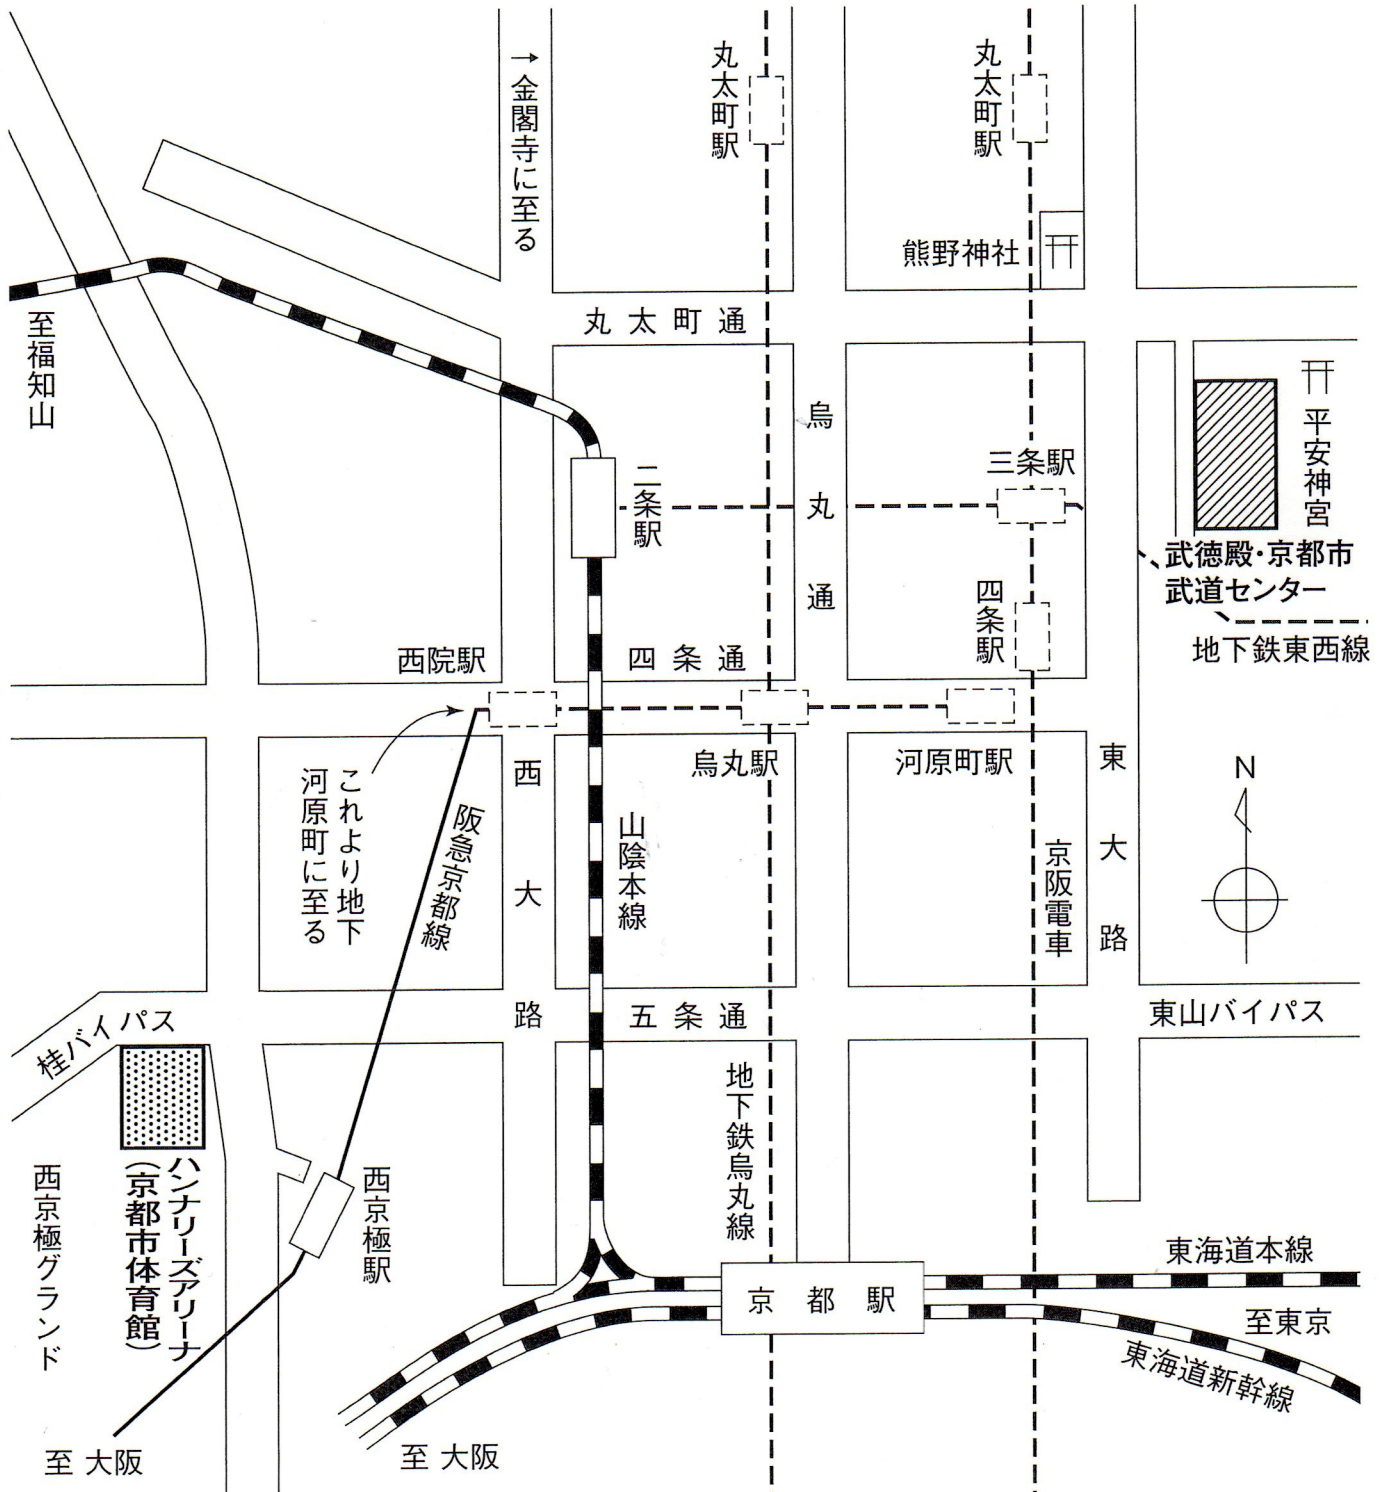 →金閣寺に至る
丸太町駅
丸太町駅
熊野神社
丸太町通
至福知山
烏丸通
平安神宮
三条駅
二条駅
武徳殿・京都市
武道センター
四条駅
地下鉄東西線
西院駅
四条通
烏丸駅
河原町駅
西大路
東大路
N
これより地下
河原町に至る
阪急京都線
山陰本線
京阪電車
桂バイパス
五条通
東山バイパス
地下鉄烏丸線
ハンナリーズアリーナ
(京都市体育館)
西京極グランド
西京極駅
東海道本線
京都駅
至東京
東海道新幹線
至 大阪
至 大阪